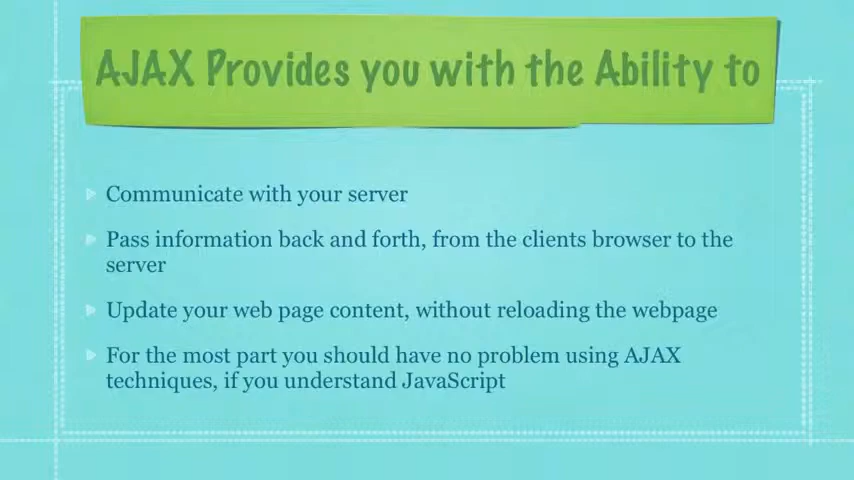 AJAX Provides you with the Ability to
Communicate with your server
Pass information back and forth, from the clients browser to the
server
Update your web page content, without reloading the webpage
For the most part you should have no problem using AJAX
techniques, if you understand JavaScript